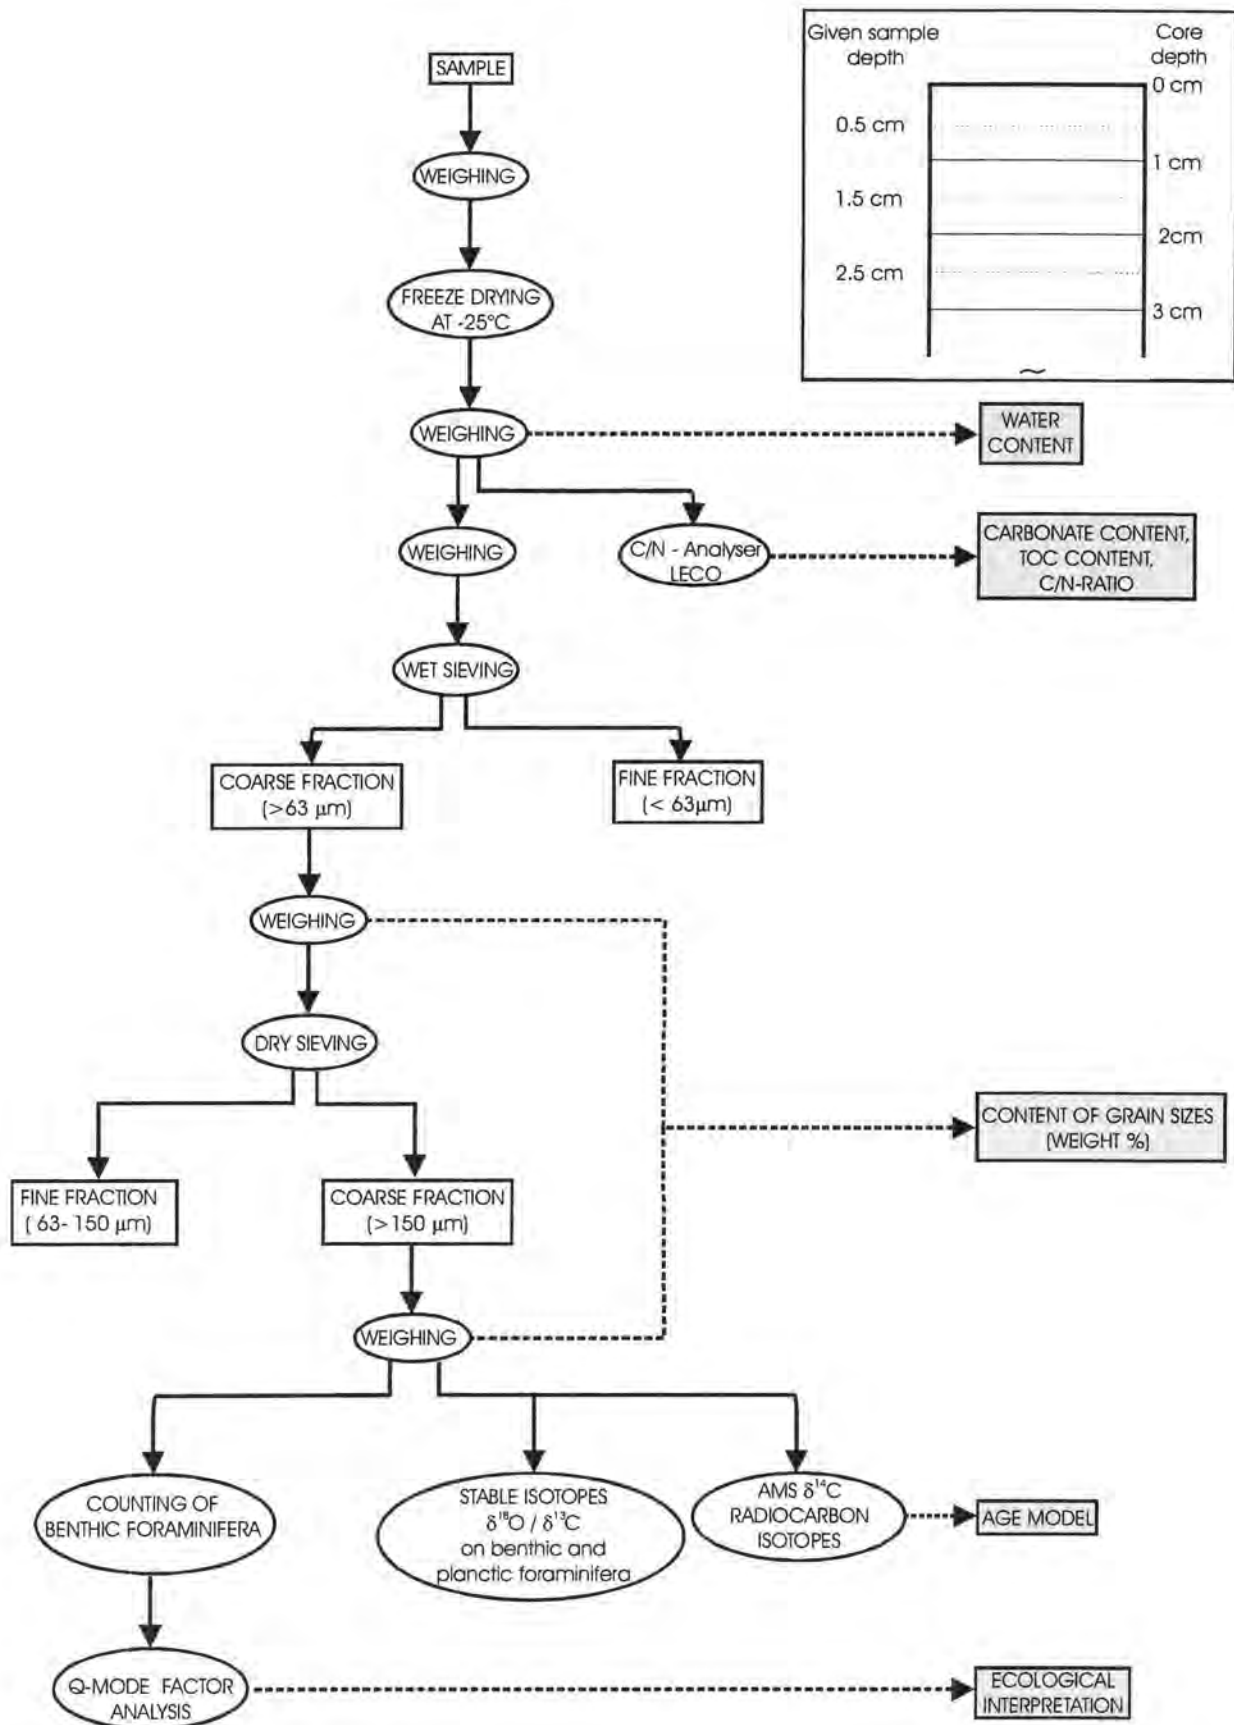 Given sample
depth
Core
depth
0 cm
0.5 cm
1 cm
1.5 cm
2cm
2.5 cm
3 cm
~
SAMPLE
WEIGHING
FREEZE DRYING
AT -25°C
WEIGHING
WATER
CONTENT
WEIGHING
C/N - Analyser
LECO
CARBONATE CONTENT,
TOC CONTENT,
C/N-RATIO
WET SIEVING
COARSE FRACTION
(>63 µm)
FINE FRACTION
(< 63µm)
WEIGHING
DRY SIEVING
CONTENT OF GRAIN SIZES
(WEIGHT %)
FINE FRACTION
( 63- 150 µm)
COARSE FRACTION
(>150 µm)
WEIGHING
COUNTING OF
BENTHIC FORAMINIFERA
STABLE ISOTOPES
δ¹⁸O / δ¹³C
on benthic and
planctic foraminifera
AMS δ¹⁴C
RADIOCARBON
ISOTOPES
AGE MODEL
Q-MODE FACTOR
ANALYSIS
ECOLOGICAL
INTERPRETATION